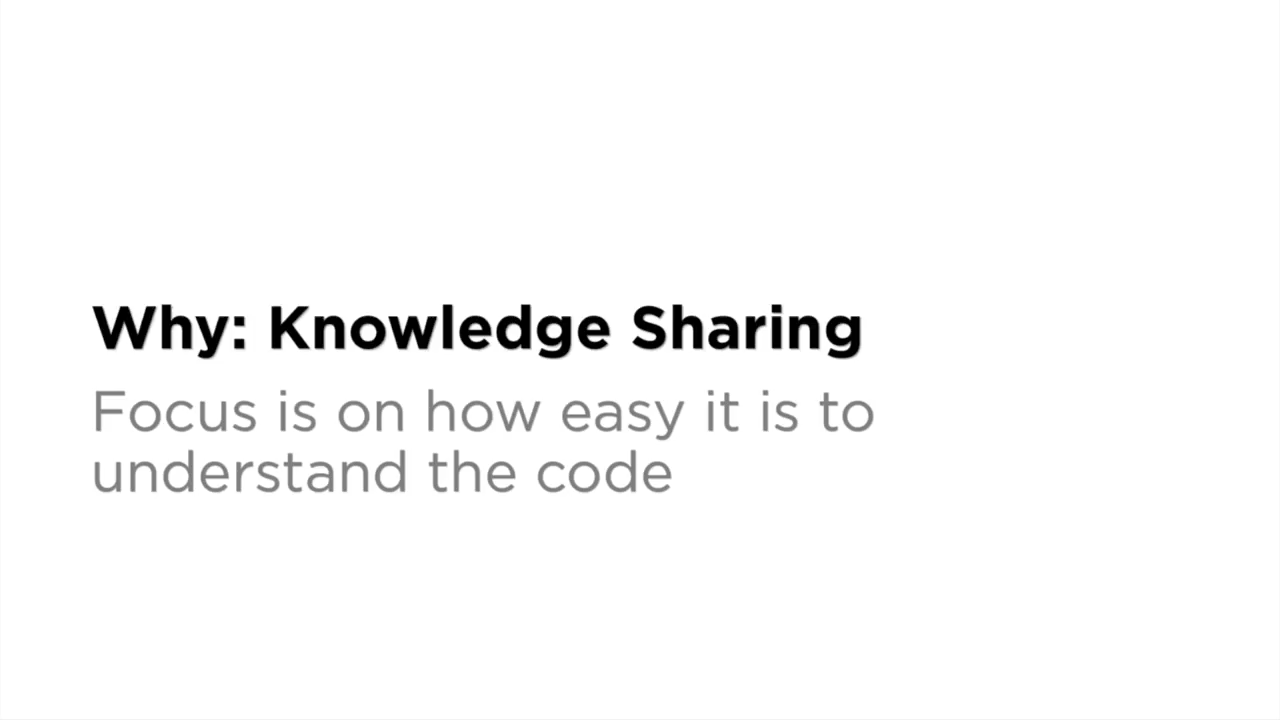 Why: Knowledge Sharing
Focus is on how easy it is to
understand the code